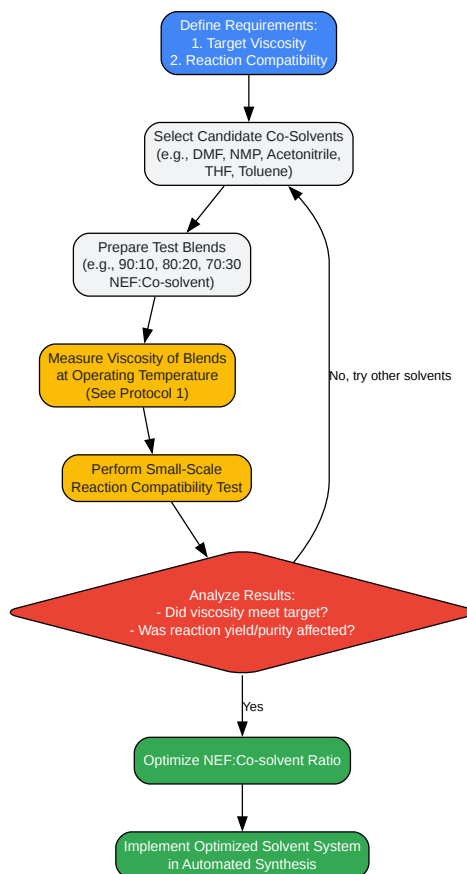 Define Requirements:
1. Target Viscosity
2. Reaction Compatibility
Select Candidate Co-Solvents
(e.g., DMF, NMP, Acetonitrile,
THF, Toluene)
Prepare Test Blends
(e.g., 90:10, 80:20, 70:30
NEF:Co-solvent)
Measure Viscosity of Blends
at Operating Temperature
(See Protocol 1)
No, try other solvents
Perform Small-Scale
Reaction Compatibility Test
Analyze Results:
- Did viscosity meet target?
- Was reaction yield/purity affected?
Yes
Optimize NEF:Co-solvent Ratio
Implement Optimized Solvent System
in Automated Synthesis